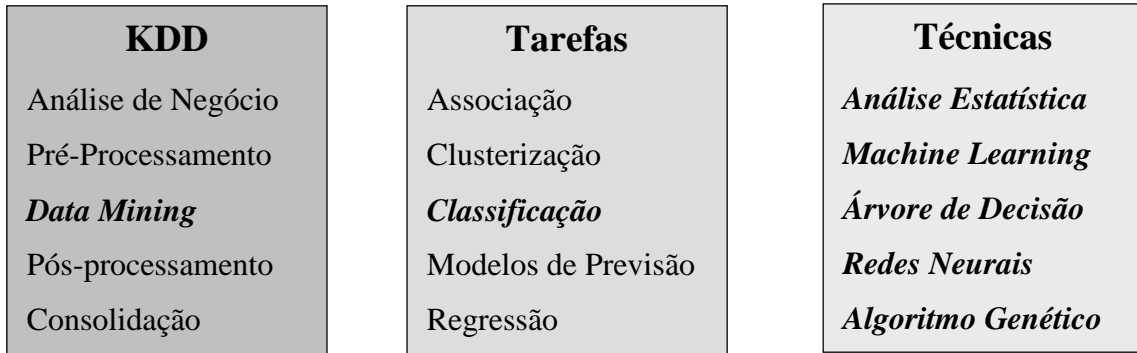 KDD
Análise de Negócio
Pré-Processamento
Data Mining
Pós-processamento
Consolidação
Tarefas
Associação
Clusterização
Classificação
Modelos de Previsão
Regressão
Técnicas
Análise Estatística
Machine Learning
Árvore de Decisão
Redes Neurais
Algoritmo Genético